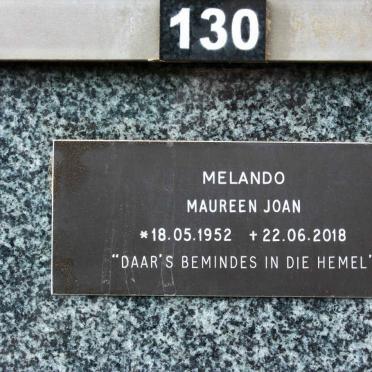 130
MELANDO
MAUREEN JOAN
*18.05.1952 ✝22.06.2018
"DAAR'S BEMINDES IN DIE HEMEL"